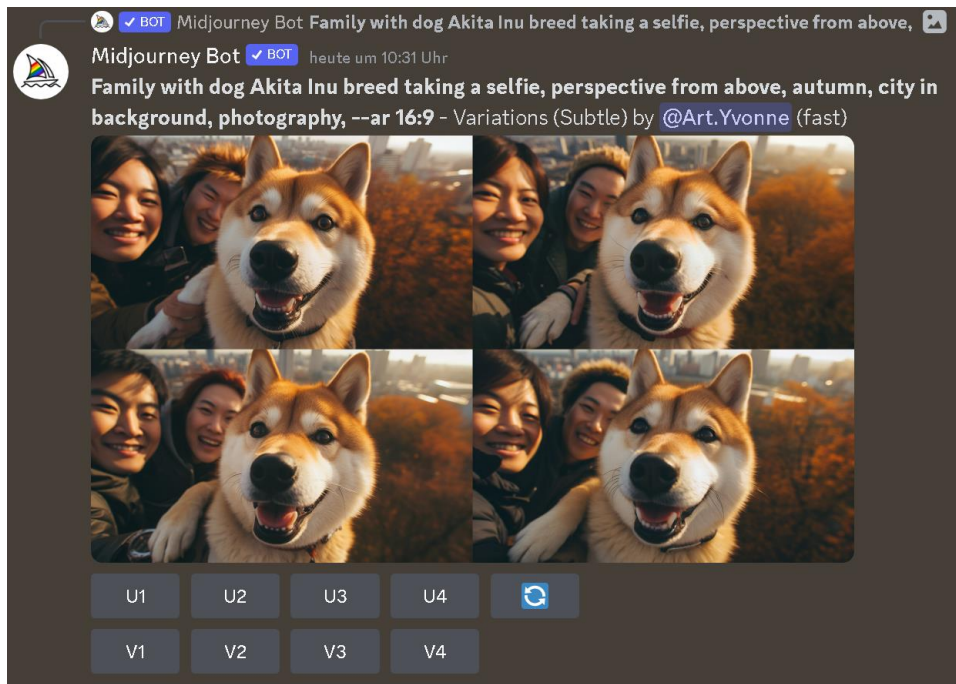 ✓ BOT Midjourney Bot Family with dog Akita Inu breed taking a selfie, perspective from above,
Midjourney Bot ✓ BOT heute um 10:31 Uhr
Family with dog Akita Inu breed taking a selfie, perspective from above, autumn, city in
background, photography, --ar 16:9 - Variations (Subtle) by @Art.Yvonne (fast)
U1 U2 U3 U4
V1 V2 V3 V4